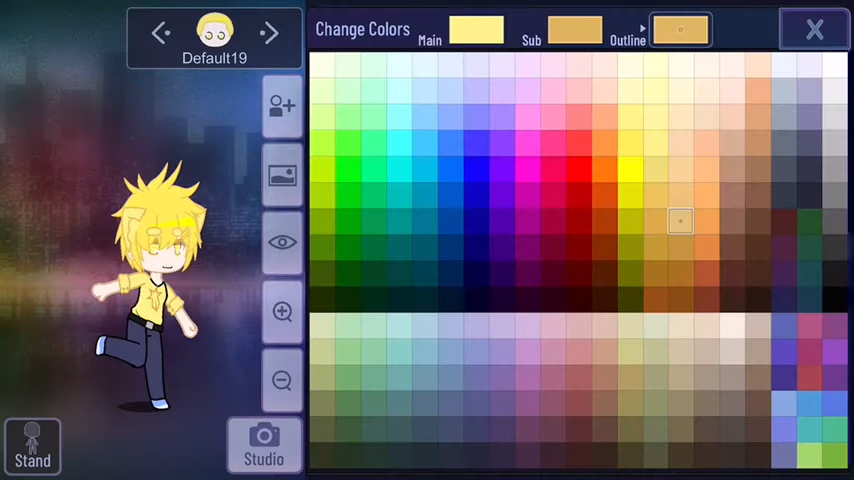 Change Colors
Main
Sub
Outline
X
Default19
Stand
Studio